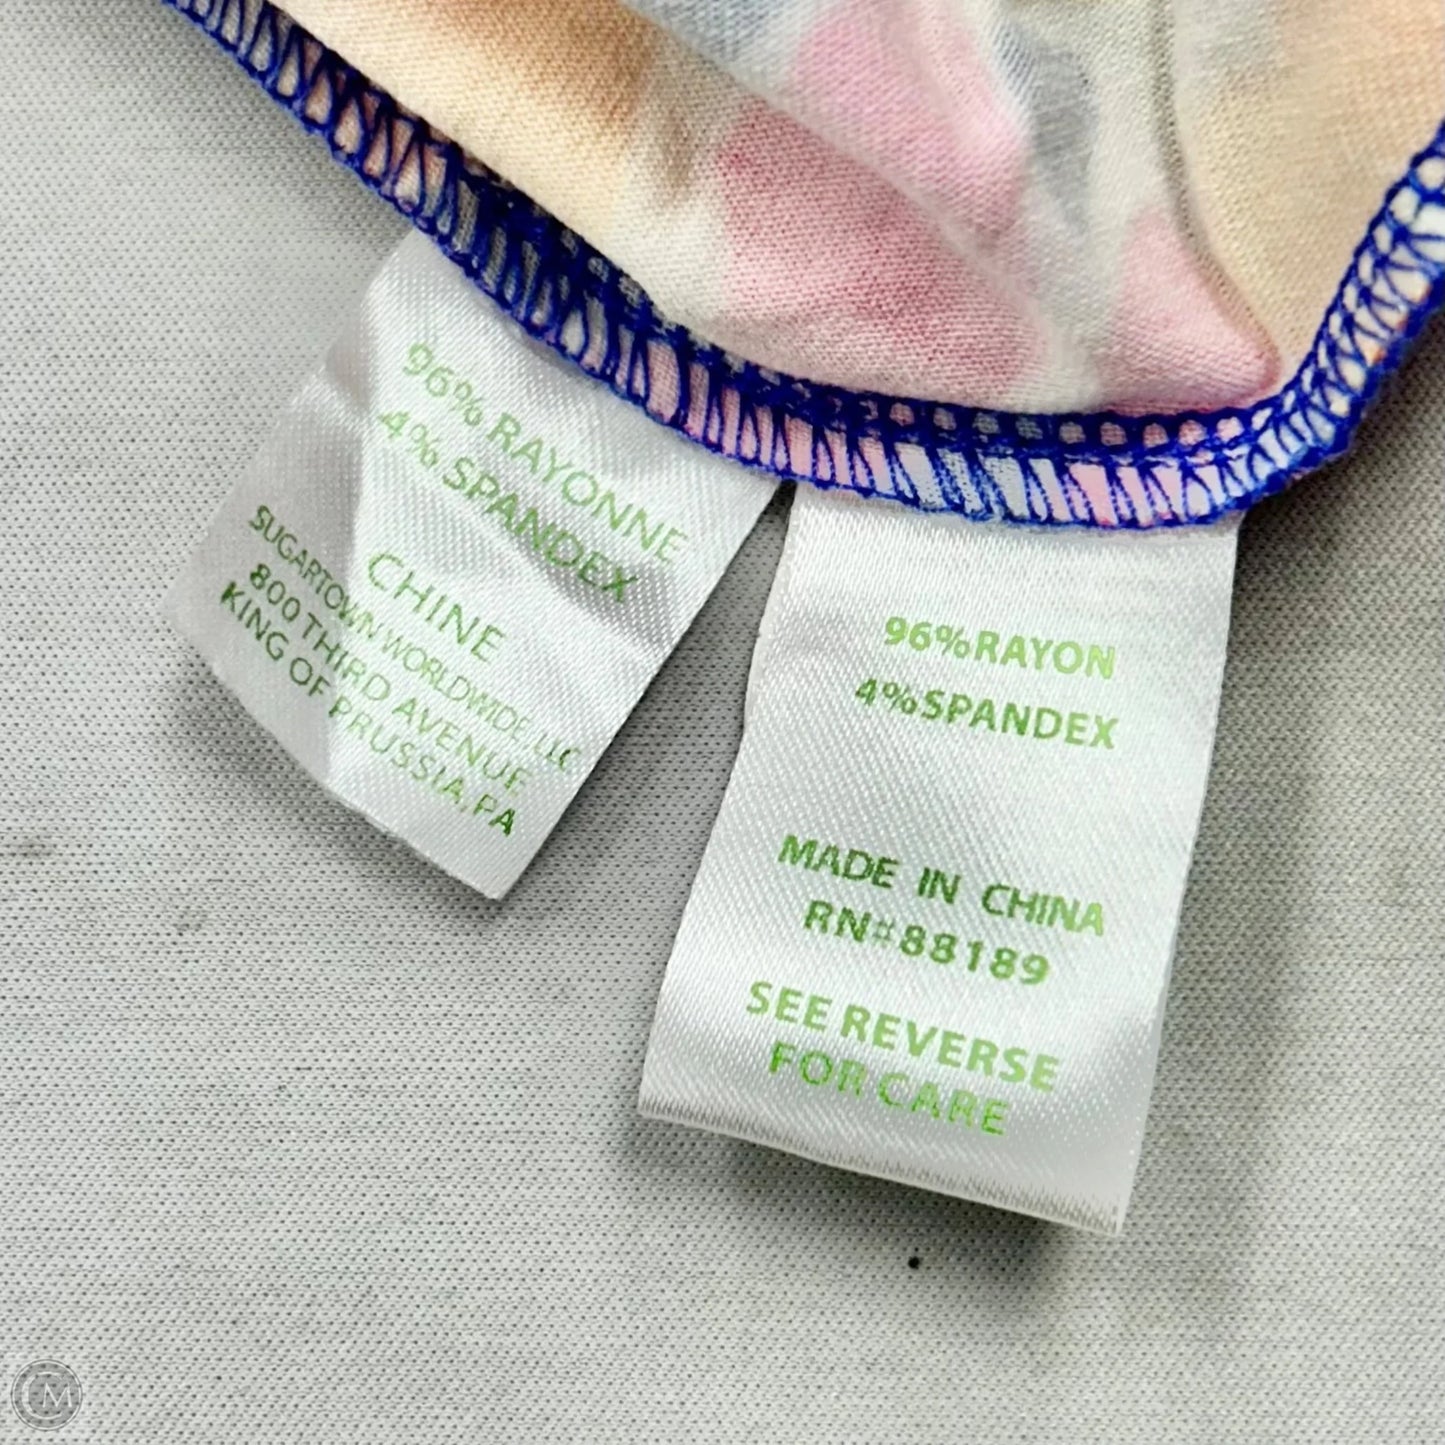 96% RAYONNE
4% SPANDEX
CHINE
SUGARTOWN WORLDWIDE, LLC
800 THIRD AVENUE
KING OF PRUSSIA, PA
96%RAYON
4%SPANDEX
MADE IN CHINA
RN#88189
SEE REVERSE
FOR CARE
CM